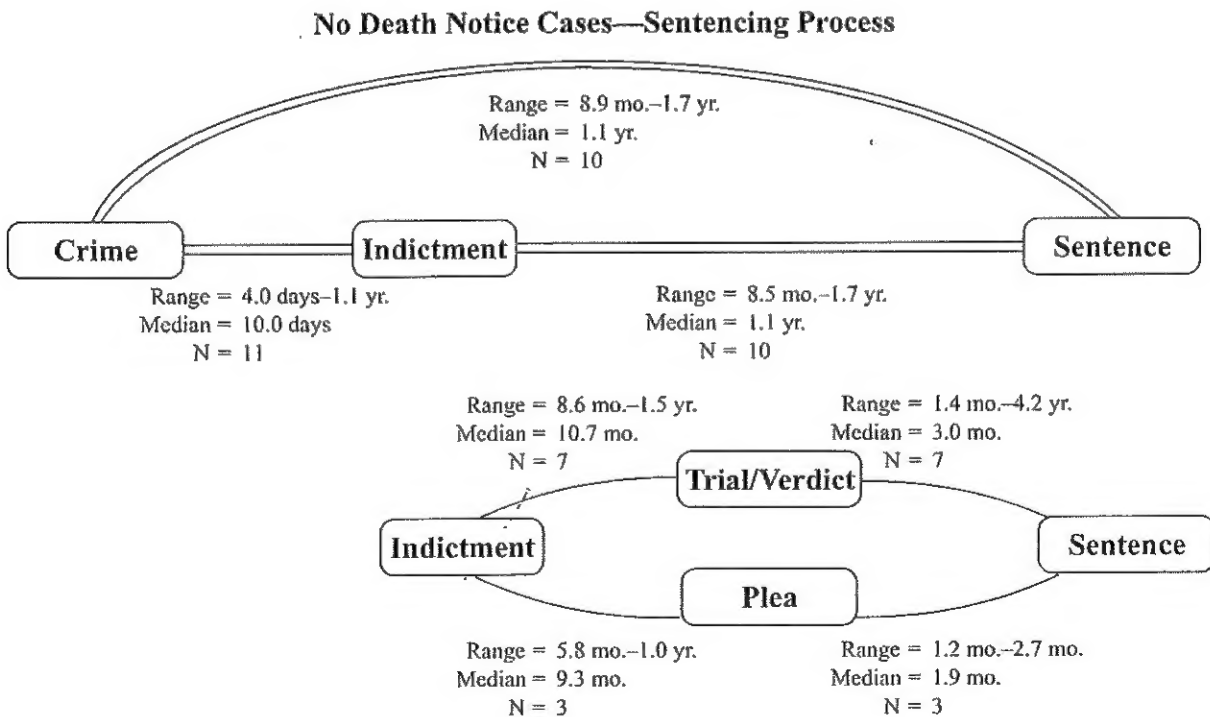 No Death Notice Cases—Sentencing Process
Range = 8.9 mo.–1.7 yr.
Median = 1.1 yr.
N = 10
Crime
Indictment
Sentence
Range = 4.0 days–1.1 yr.
Median = 10.0 days
N = 11
Range = 8.5 mo.–1.7 yr.
Median = 1.1 yr.
N = 10
Range = 8.6 mo.–1.5 yr.
Median = 10.7 mo.
N = 7
Range = 1.4 mo.–4.2 yr.
Median = 3.0 mo.
N = 7
Trial/Verdict
Indictment
Sentence
Plea
Range = 5.8 mo.–1.0 yr.
Median = 9.3 mo.
N = 3
Range = 1.2 mo.–2.7 mo.
Median = 1.9 mo.
N = 3